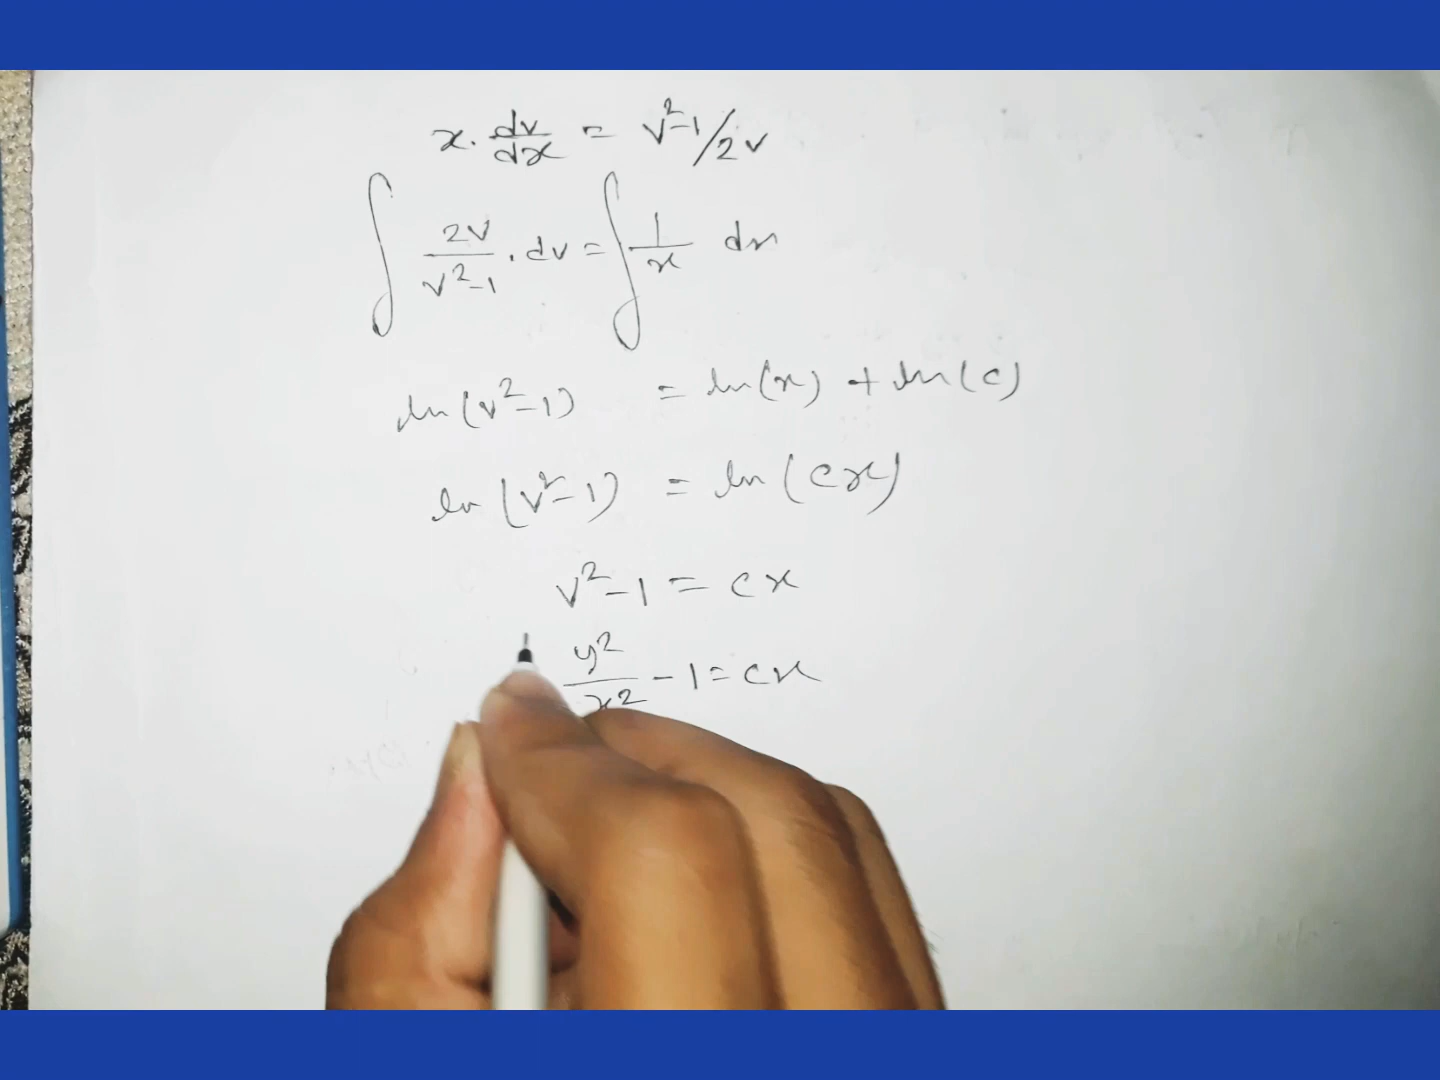 x. dv/dx = v²-1/2v
∫ 2v/v²-1 . dv = ∫ 1/x dx
ln(v²-1) = ln(x) + ln(c)
ln(v²-1) = ln(cx)
v²-1 = cx
y²/x² - 1 = cx